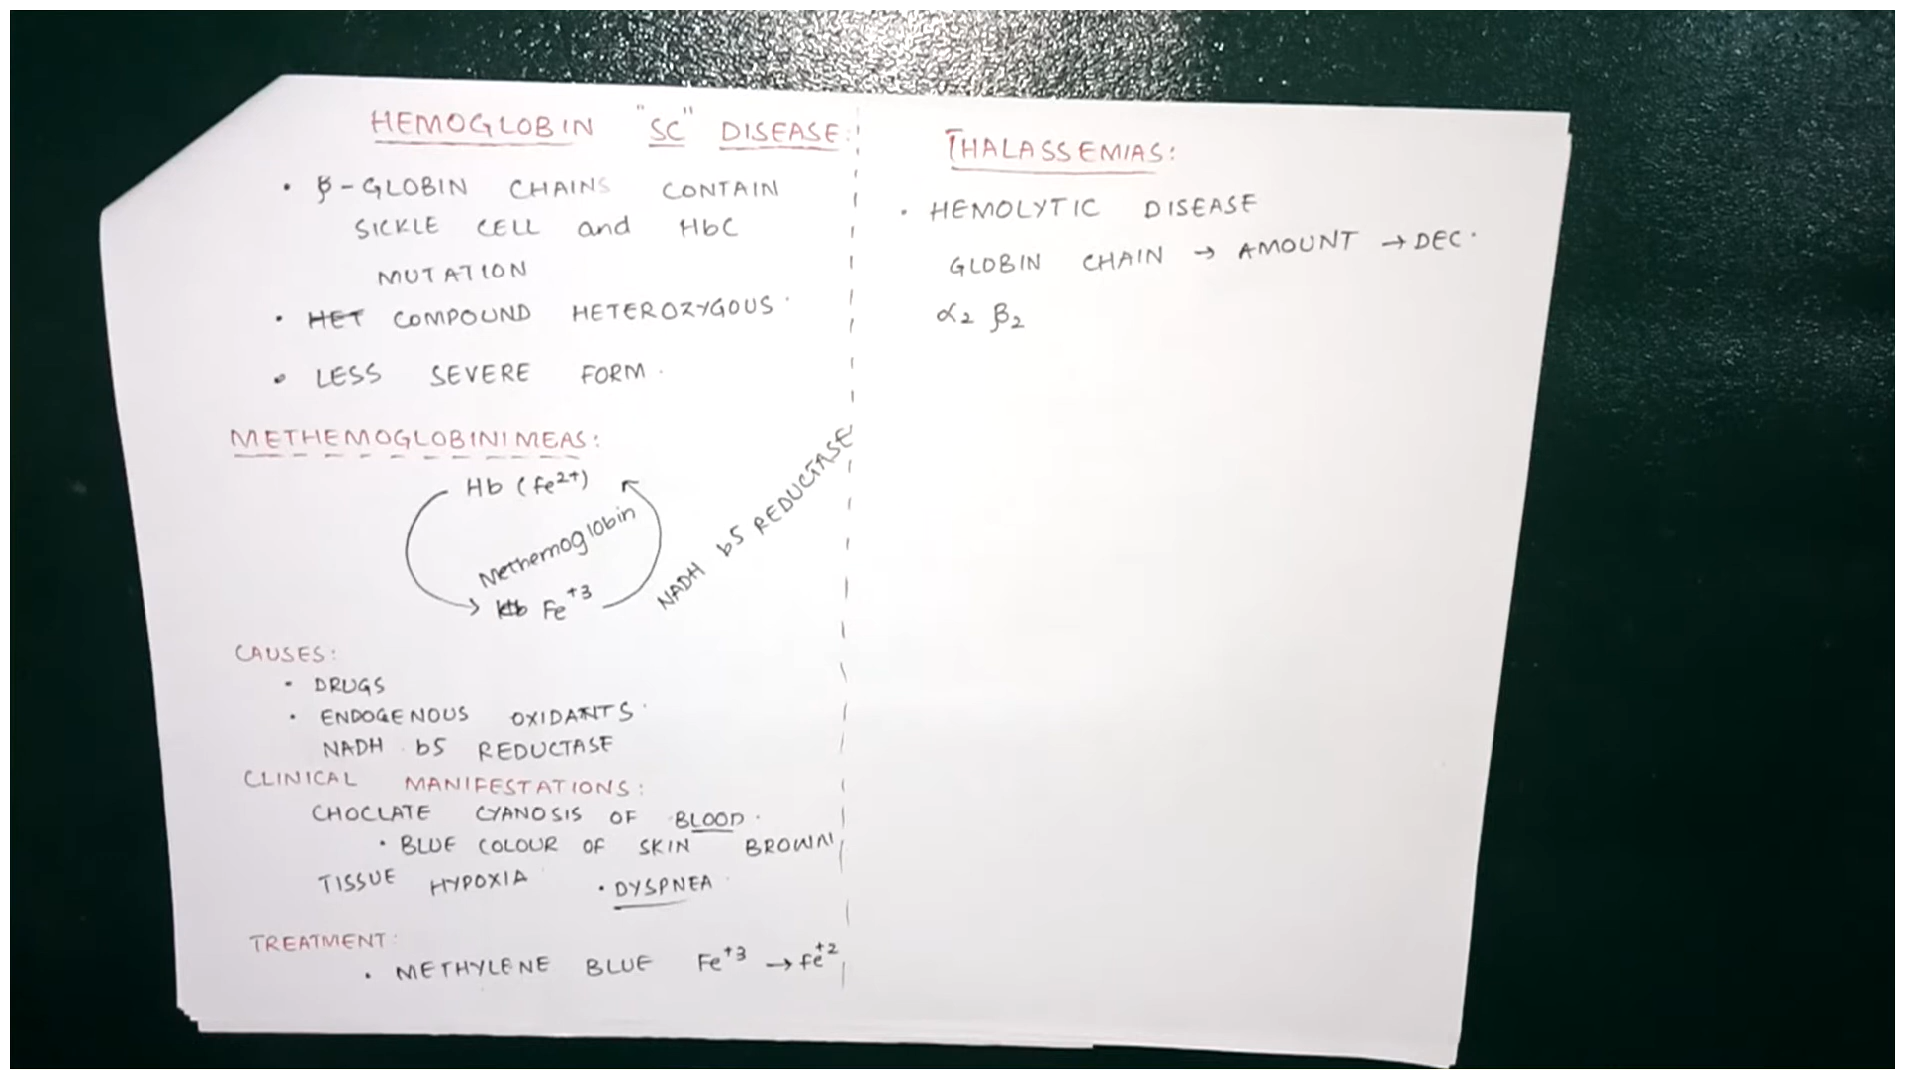 HEMOGLOBIN "SC" DISEASE:
• β-GLOBIN CHAINS CONTAIN
SICKLE CELL and HbC
MUTATION
• HET COMPOUND HETEROZYGOUS.
• LESS SEVERE FORM.
METHEMOGLOBINIMEAS:
Hb (Fe2+)
Methemoglobin
Hb Fe+3
NADH b5 REDUCTASE
CAUSES:
• DRUGS
• ENDOGENOUS OXIDANTS.
NADH b5 REDUCTASE
CLINICAL MANIFESTATIONS:
CHOCLATE CYANOSIS OF BLOOD.
• BLUE COLOUR OF SKIN BROWN
TISSUE HYPOXIA • DYSPNEA
TREATMENT:
• METHYLENE BLUE Fe+3 → fe+2
THALASSEMIAS:
• HEMOLYTIC DISEASE
GLOBIN CHAIN → AMOUNT → DEC.
α2 β2